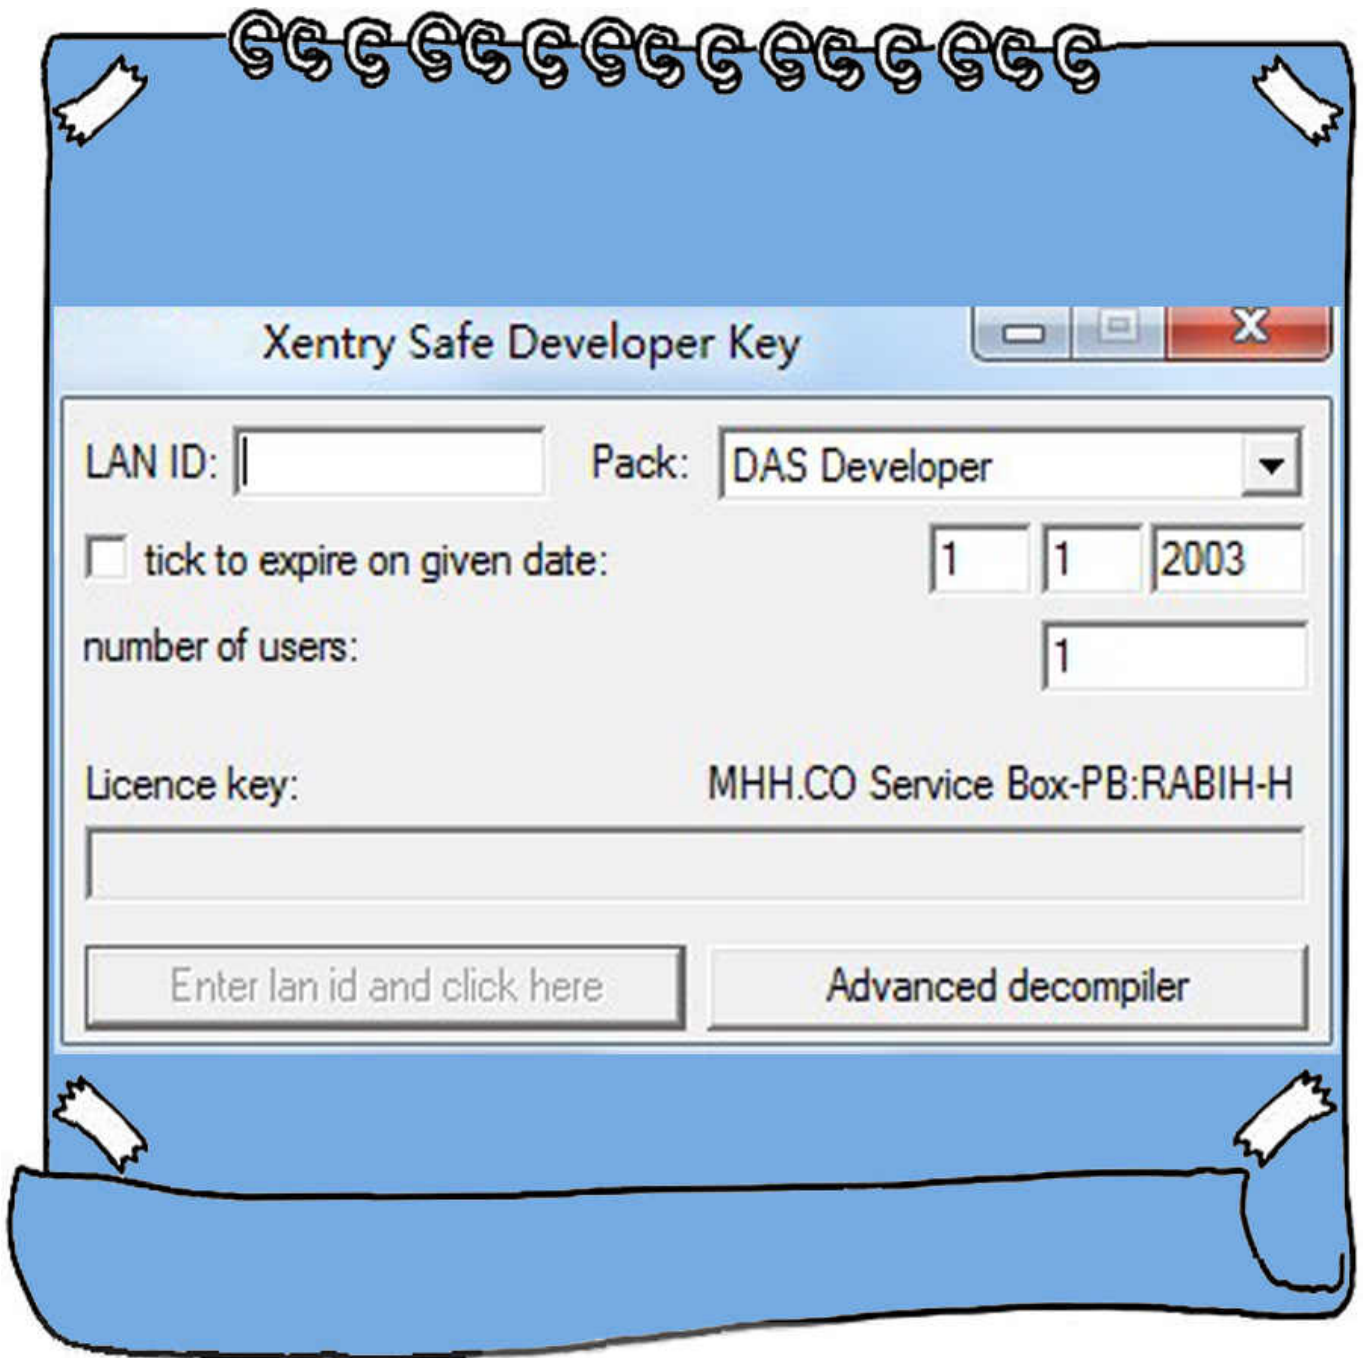 Xentry Safe Developer Key
LAN ID: Pack: DAS Developer
tick to expire on given date: 1 1 2003
number of users: 1
Licence key: MHH.CO Service Box-PB:RABIH-H
Enter lan id and click here Advanced decompiler